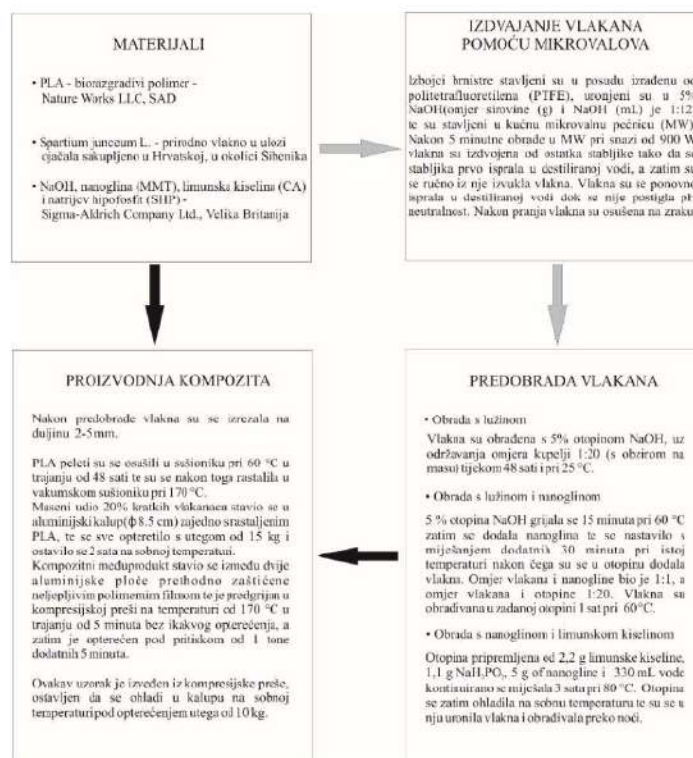 MATERIJALI
• PLA - biorazgradivi polimer -
Nature Works LLC, SAD
• Spartium junceum L. - prirodno vlakno u ulozi
ojačala sakupljeno u Hrvatskoj, u okolici Šibenika
• NaOH, nanoglina (MMT), limunska kiselina (CA)
i natrijev hipofosfit (SHP) -
Sigma-Aldrich Company Ltd., Velika Britanija
IZDVAJANJE VLAKANA
POMOĆU MIKROVALOVA
Izbojci brnistre stavljeni su u posudu izrađenu od
politetrafluoretilena (PTFE), uronjeni su u 5%
NaOH(omjer sirovine (g) i NaOH (mL) je 1:12)
te su stavljeni u kućnu mikrovalnu pećnicu (MW).
Nakon 5 minutne obrade u MW pri snazi od 900 W
vlakna su izdvojena od ostatka stabljike tako da se
stabljika prvo isprala u destiliranoj vodi, a zatim su
se ručno iz nje izvukla vlakna. Vlakna su se ponovno
isprala u destiliranoj vodi dok se nije postigla pH
neutralnost. Nakon pranja vlakna su osušena na zraku.
PROIZVODNJA KOMPOZITA
Nakon predobrade vlakna su se izrezala na
duljinu 2-5mm.
PLA peleti su se osušili u sušioniku pri 60 °C u
trajanju od 48 sati te su se nakon toga rastalila u
vakumskom sušioniku pri 170 °C.
Maseni udio 20% kratkih vlakanaca stavio se u
aluminijski kalup(ϕ8.5 cm) zajedno srastaljenim
PLA, te se sve opteretilo s utegom od 15 kg i
ostavilo se 2 sata na sobnoj temperaturi.
Kompozitni međuprodukt stavio se između dvije
aluminijske ploče prethodno zaštićene
neljepljivim polimernim filmom te je predgrijan u
kompresijskoj preši na temperaturi od 170 °C u
trajanju od 5 minuta bez ikakvog opterećenja, a
zatim je opterećen pod pritiskom od 1 tone
dodatnih 5 minuta.
Ovakav uzorak je izvađen iz kompresijske preše,
ostavljen da se ohladi u kalupu na sobnoj
temperaturi pod opterećenjem utega od 10 kg.
PREDOBRADA VLAKANA
• Obrada s lužinom
Vlakna su obrađena s 5% otopinom NaOH, uz
održavanja omjera kupelji 1:20 (s obzirom na
masu) tijekom 48 sati i pri 25 °C.
• Obrada s lužinom i nanoglinom
5 % otopina NaOH grijala se 15 minuta pri 60 °C
zatim se dodala nanoglina te se nastavilo s
miješanjem dodatnih 30 minuta pri istoj
temperaturi nakon čega su se u otopinu dodala
vlakna. Omjer vlakana i nanogline bio je 1:1, a
omjer vlakana i otopine 1:20. Vlakna su
obrađivana u zadanoj otopini 1 sat pri 60°C.
• Obrada s nanoglinom i limunskom kiselinom
Otopina pripremljena od 2,2 g limunske kiseline,
1,1 g NaH₂PO₂, 5 g of nanogline i 330 mL vode
kontinuirano se miješala 3 sata pri 80 °C. Otopina
se zatim ohladila na sobnu temperaturu te su se u
nju uronila vlakna i obrađivala preko noći.